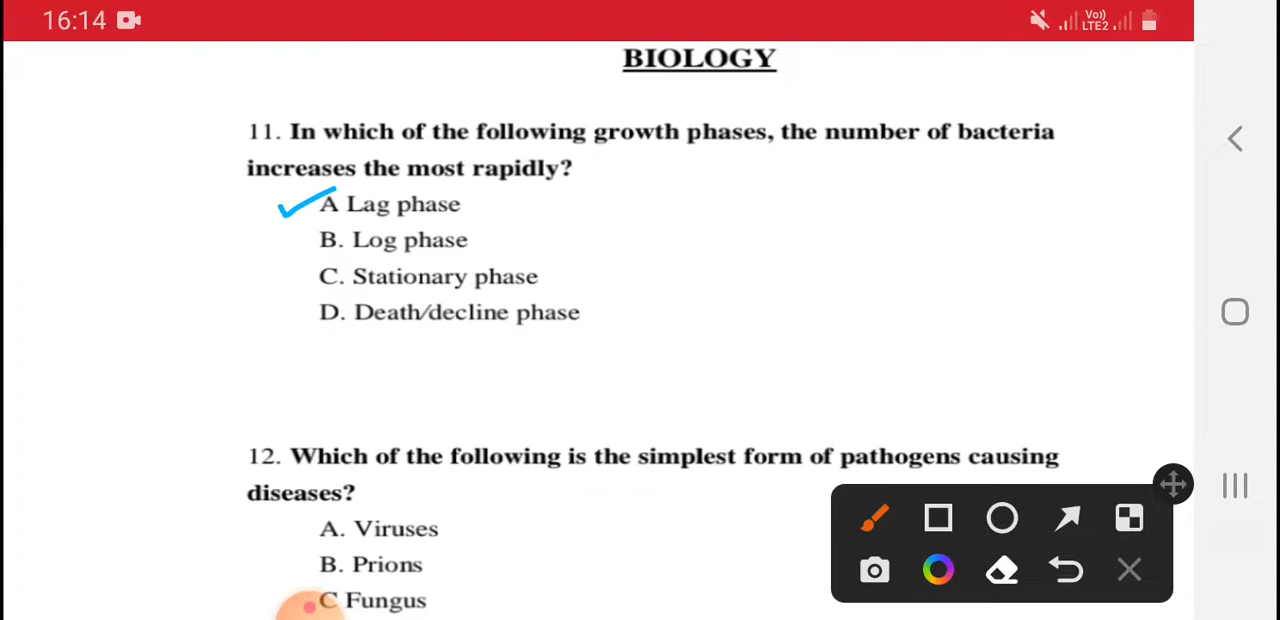 16:14
Vo))
LTE2
BIOLOGY
11. In which of the following growth phases, the number of bacteria
increases the most rapidly?
A Lag phase
B. Log phase
C. Stationary phase
D. Death/decline phase
12. Which of the following is the simplest form of pathogens causing
diseases?
A. Viruses
B. Prions
C Fungus